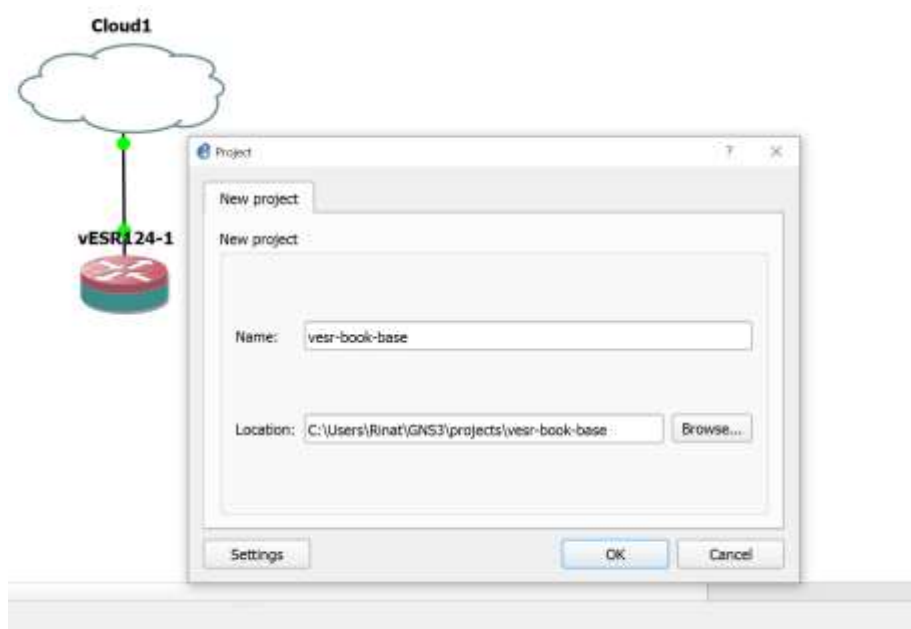 Cloud1
vESR124-1
Project
New project
New project
Name: vesr-book-base
Location: C:\Users\Rinat\GNS3\projects\vesr-book-base Browse...
Settings OK Cancel